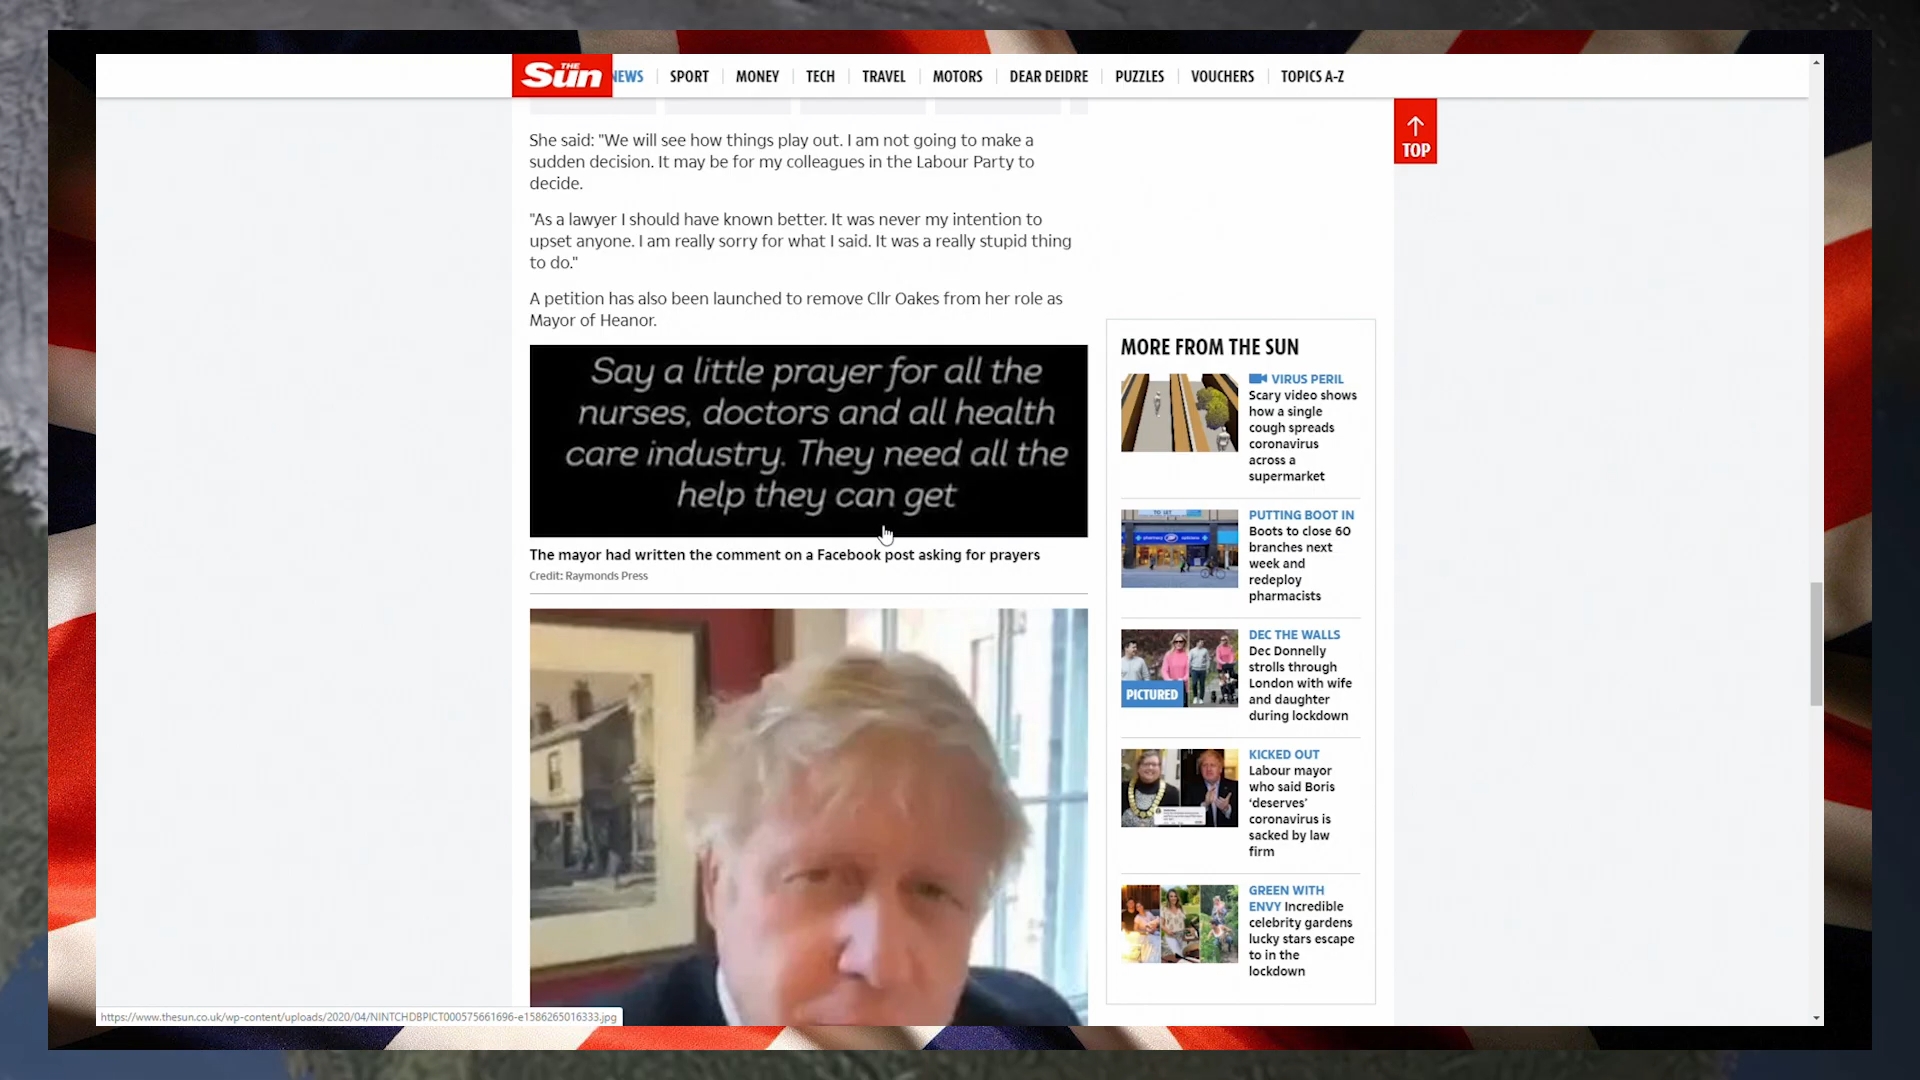 THE
Sun
NEWS
SPORT
MONEY
TECH
TRAVEL
MOTORS
DEAR DEIDRE
PUZZLES
VOUCHERS
TOPICS A-Z
TOP
She said: "We will see how things play out. I am not going to make a
sudden decision. It may be for my colleagues in the Labour Party to
decide.
"As a lawyer I should have known better. It was never my intention to
upset anyone. I am really sorry for what I said. It was a really stupid thing
to do."
A petition has also been launched to remove Cllr Oakes from her role as
Mayor of Heanor.
Say a little prayer for all the
nurses, doctors and all health
care industry. They need all the
help they can get
The mayor had written the comment on a Facebook post asking for prayers
Credit: Raymonds Press
MORE FROM THE SUN
VIRUS PERIL
Scary video shows
how a single
cough spreads
coronavirus
across a
supermarket
PUTTING BOOT IN
Boots to close 60
branches next
week and
redeploy
pharmacists
PICTURED
DEC THE WALLS
Dec Donnelly
strolls through
London with wife
and daughter
during lockdown
KICKED OUT
Labour mayor
who said Boris
‘deserves’
coronavirus is
sacked by law
firm
GREEN WITH
ENVY Incredible
celebrity gardens
lucky stars escape
to in the
lockdown
https://www.thesun.co.uk/wp-content/uploads/2020/04/NINTCHDBPICT000575661696-e1586265016333.jpg